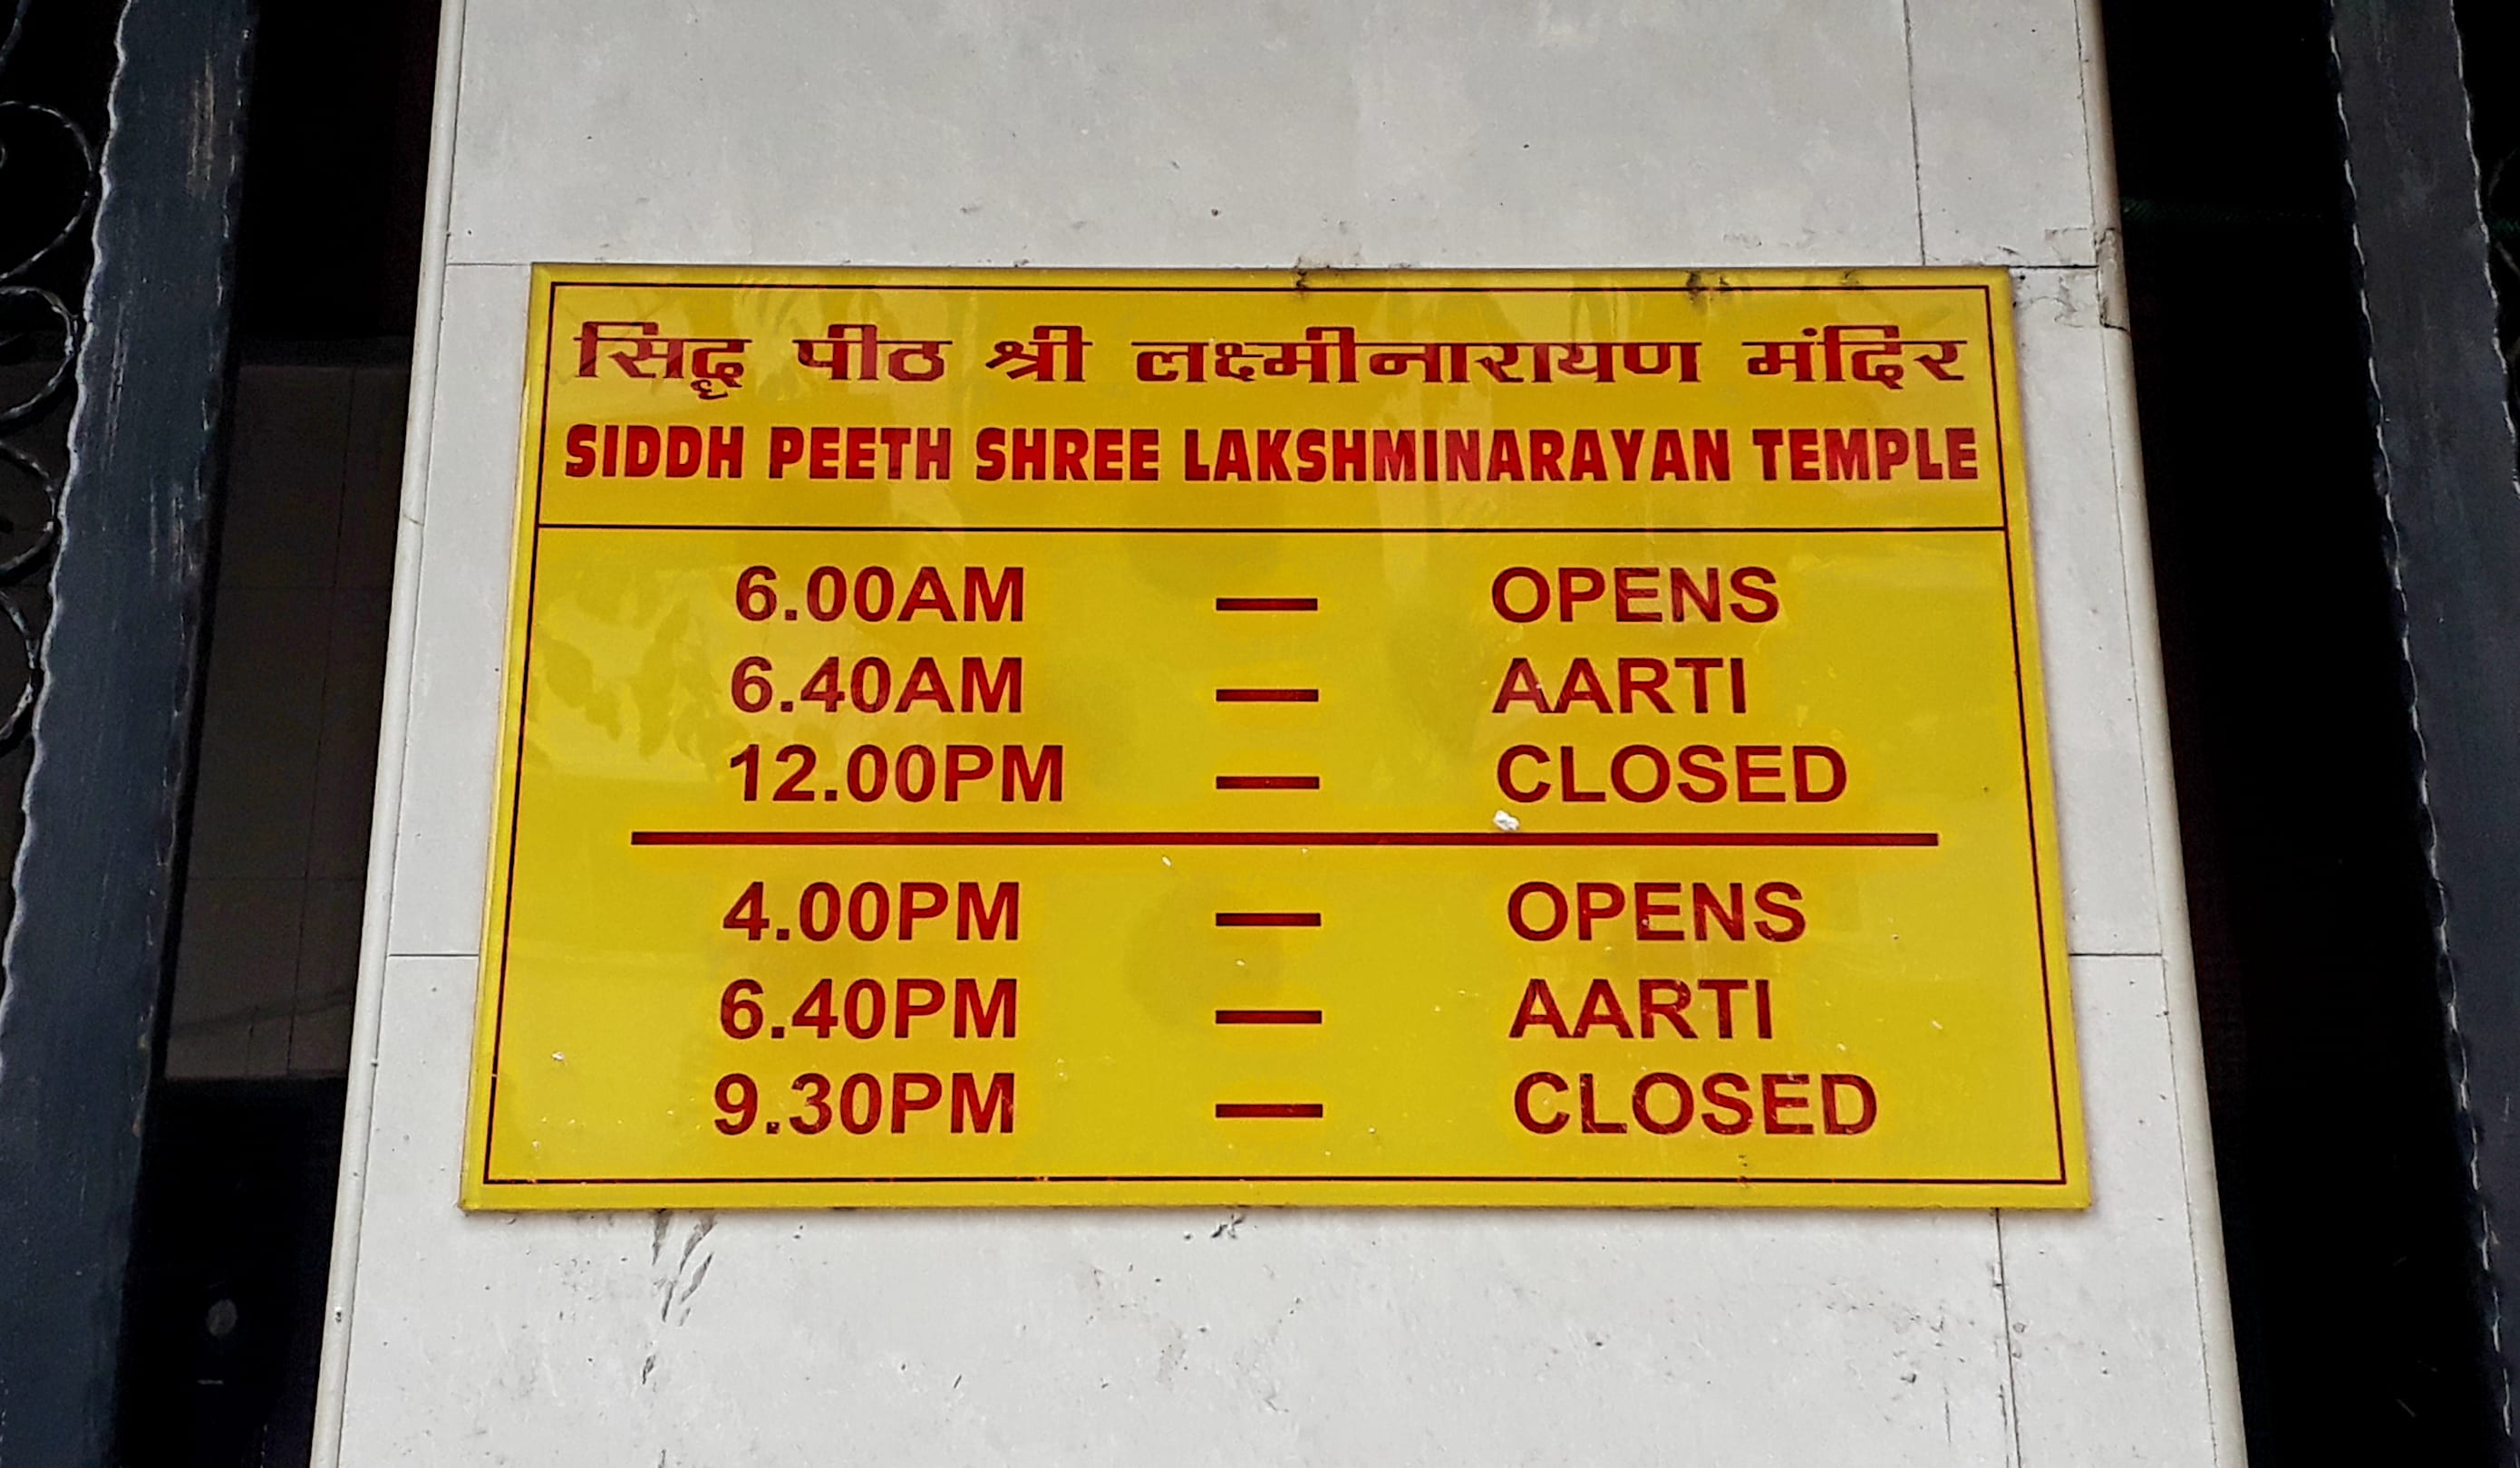 सिद्ध पीठ श्री लक्ष्मीनारायण मंदिर
SIDDH PEETH SHREE LAKSHMINARAYAN TEMPLE
6.00AM — OPENS
6.40AM — AARTI
12.00PM — CLOSED
4.00PM — OPENS
6.40PM — AARTI
9.30PM — CLOSED